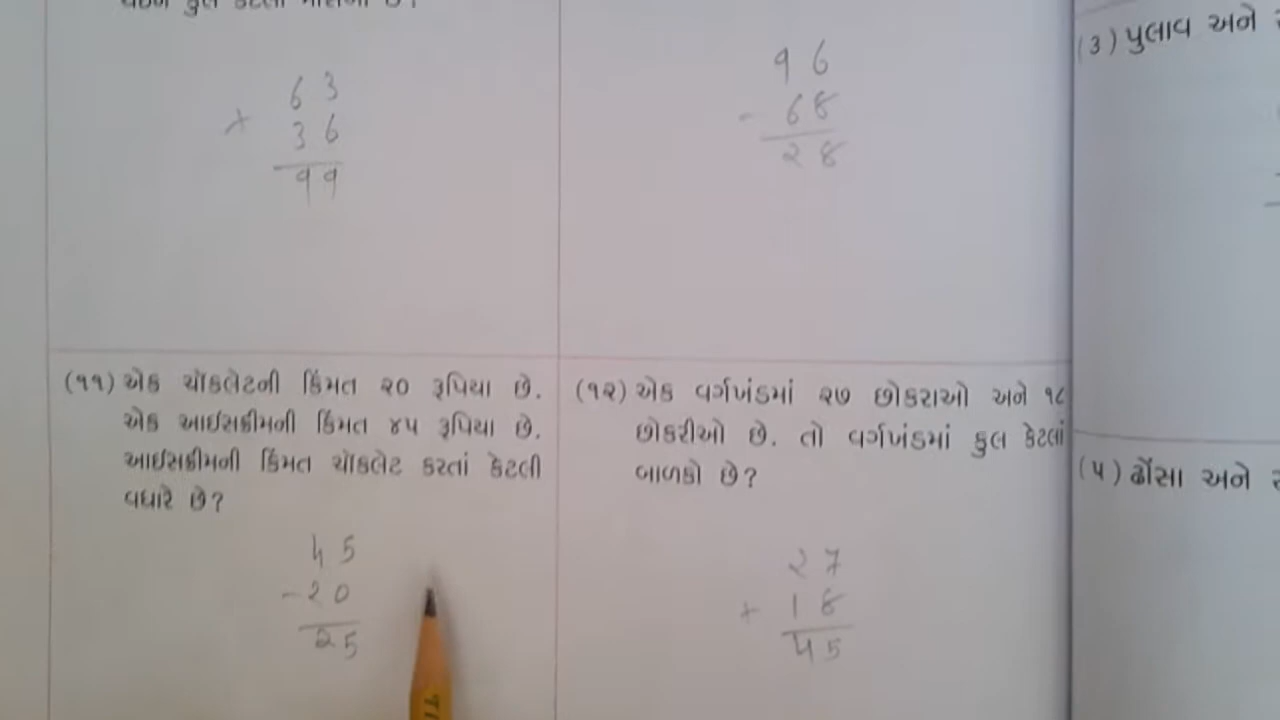 કુલ કેટલા
63
+ 36
99
96
- 68
28
(૧૧) એક ચૉકલેટની કિંમત ૨૦ રૂપિયા છે.
એક આઈસક્રીમની કિંમત ૪૫ રૂપિયા છે.
આઈસક્રીમની કિંમત ચૉકલેટ કરતાં કેટલી
વધારે છે?
45
- 20
25
(૧૨) એક વર્ગખંડમાં ૨૭ છોકરાઓ અને ૧૮
છોકરીઓ છે. તો વર્ગખંડમાં કુલ કેટલાં
બાળકો છે?
27
+ 18
45
(૩) પુલાવ અને
(૫) ઢોંસા અને